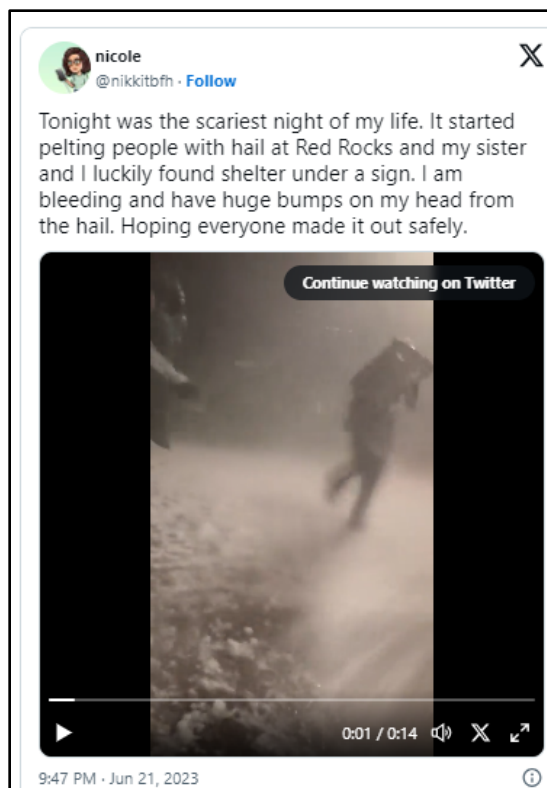 nicole
@nikkitbfh · Follow
Tonight was the scariest night of my life. It started
pelting people with hail at Red Rocks and my sister
and I luckily found shelter under a sign. I am
bleeding and have huge bumps on my head from
the hail. Hoping everyone made it out safely.
Continue watching on Twitter
0:01 / 0:14
9:47 PM · Jun 21, 2023